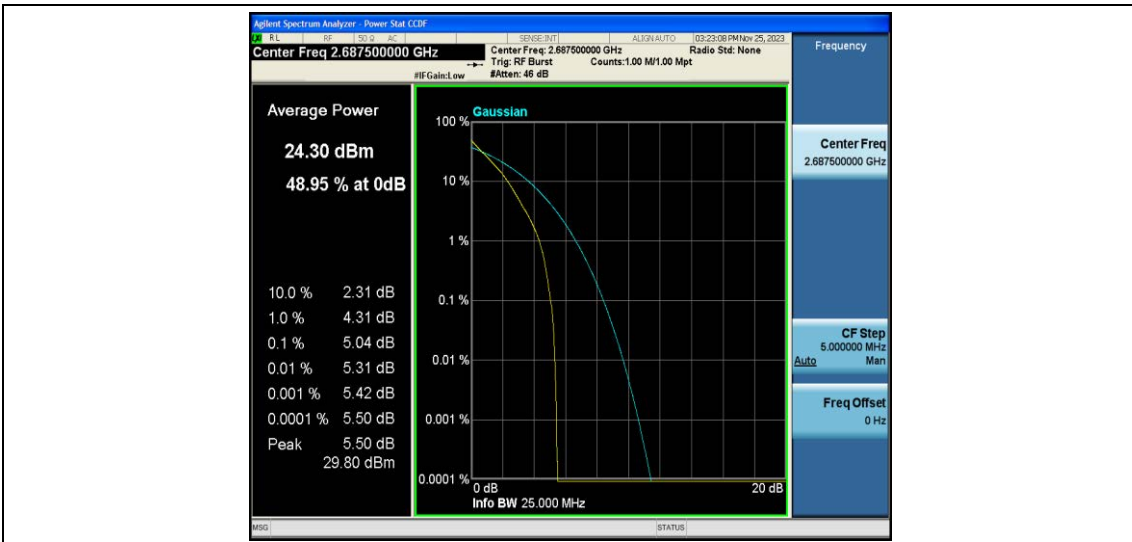 Agilent Spectrum Analyzer - Power Stat CCDF
RL RF 50 Ω AC SENSE:INT ALIGN AUTO 03:23:08 PM Nov 25, 2023
Center Freq 2.687500000 GHz
Center Freq: 2.687500000 GHz Radio Std: None
Trig: RF Burst Counts:1.00 M/1.00 Mpt
#IFGain:Low #Atten: 46 dB
Frequency
Average Power
24.30 dBm
48.95 % at 0dB
10.0 % 2.31 dB
1.0 % 4.31 dB
0.1 % 5.04 dB
0.01 % 5.31 dB
0.001 % 5.42 dB
0.0001 % 5.50 dB
Peak 5.50 dB
29.80 dBm
Gaussian
100 %
10 %
1 %
0.1 %
0.01 %
0.001 %
0.0001 %
0 dB 20 dB
Info BW 25.000 MHz
Center Freq
2.687500000 GHz
CF Step
5.000000 MHz
Auto Man
Freq Offset
0 Hz
MSG STATUS